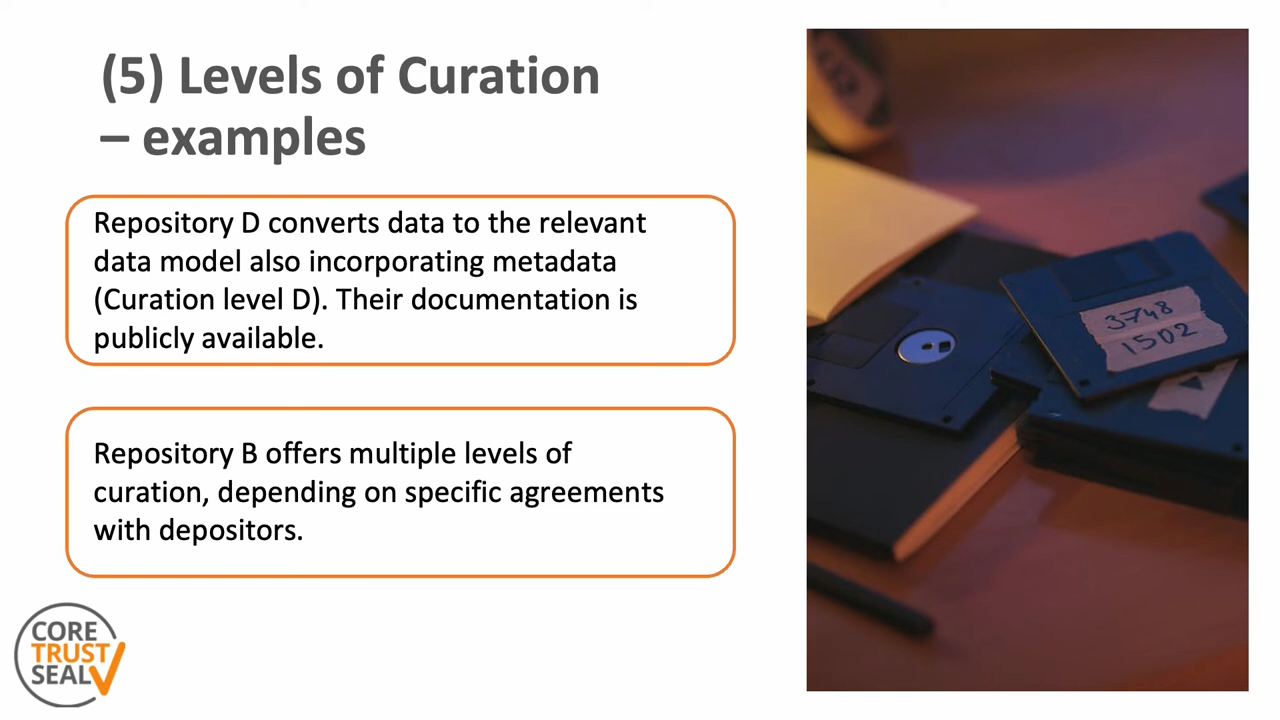 (5) Levels of Curation
– examples
Repository D converts data to the relevant
data model also incorporating metadata
(Curation level D). Their documentation is
publicly available.
Repository B offers multiple levels of
curation, depending on specific agreements
with depositors.
CORE
TRUST
SEAL
3748
1502